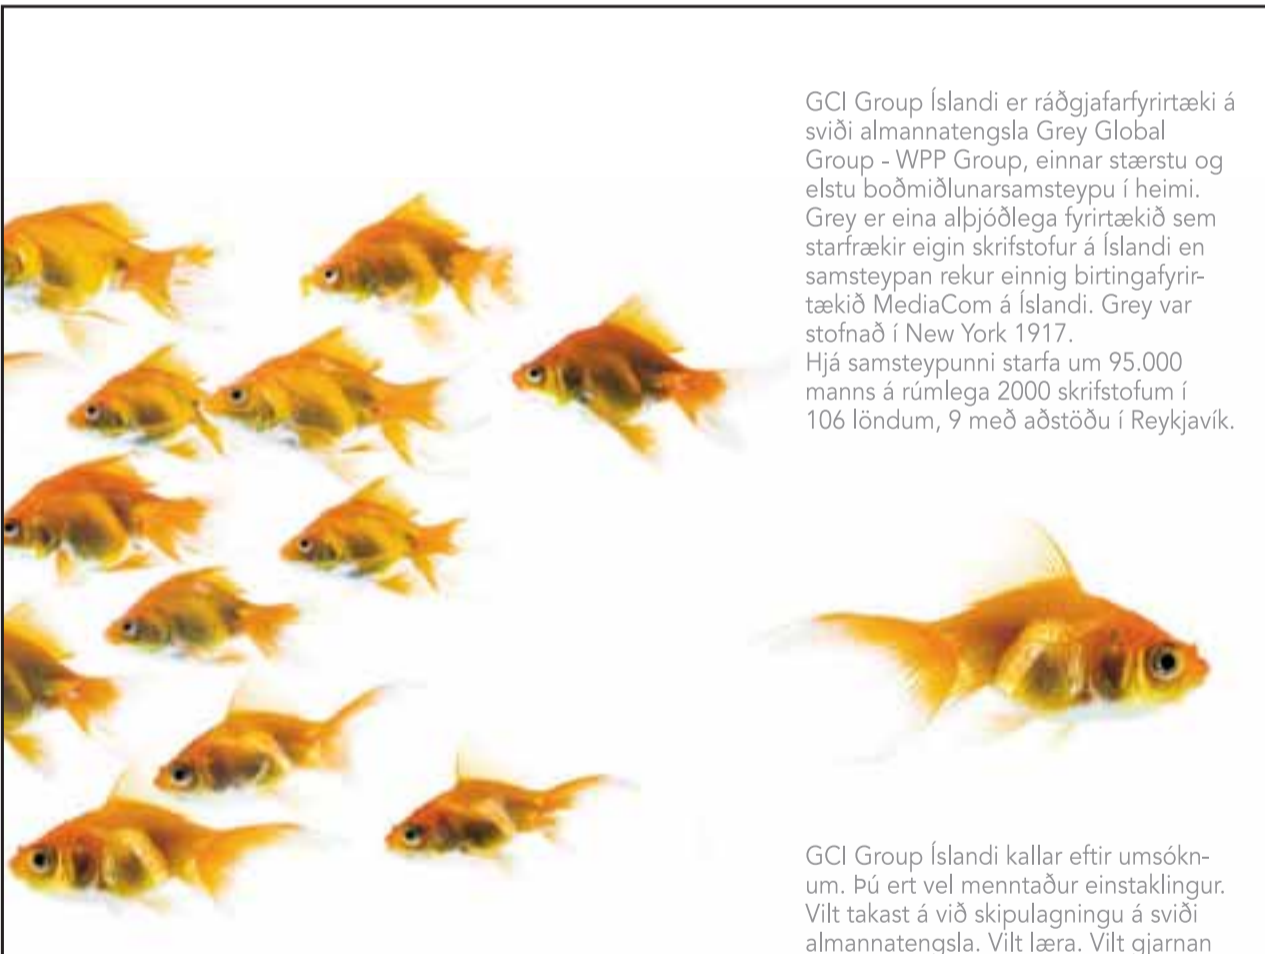 GCI Group Íslandi er ráðgjafarfyrirtæki á
sviði almannatengsla Grey Global
Group - WPP Group, einnar stærstu og
elstu boðmiðlunarsamsteypu í heimi.
Grey er eina alþjóðlega fyrirtækið sem
starfrækir eigin skrifstofur á Íslandi en
samsteypan rekur einnig birtingafyrir-
tækið MediaCom á Íslandi. Grey var
stofnað í New York 1917.
Hjá samsteypunni starfa um 95.000
manns á rúmlega 2000 skrifstofum í
106 löndum, 9 með aðstöðu í Reykjavík.
GCI Group Íslandi kallar eftir umsókn-
um. Þú ert vel menntaður einstaklingur.
Vilt takast á við skipulagningu á sviði
almannatengsla. Vilt læra. Vilt gjarnan